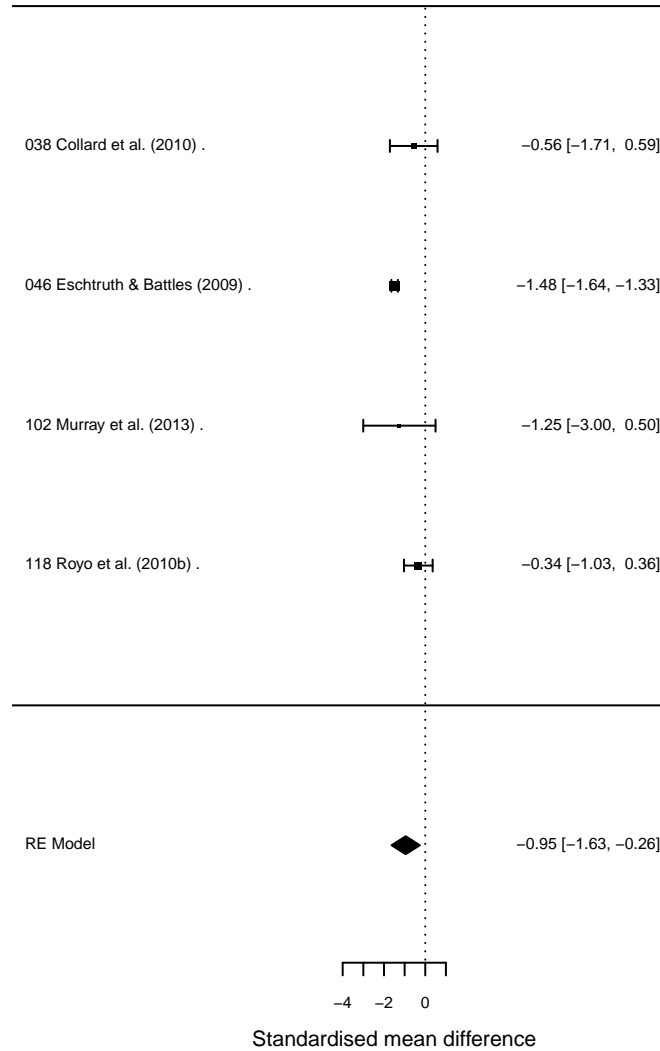 038 Collard et al. (2010) . −0.56 [−1.71, 0.59]
046 Eschtruth & Battles (2009) . −1.48 [−1.64, −1.33]
102 Murray et al. (2013) . −1.25 [−3.00, 0.50]
118 Royo et al. (2010b) . −0.34 [−1.03, 0.36]
RE Model −0.95 [−1.63, −0.26]
−4 −2 0
Standardised mean difference